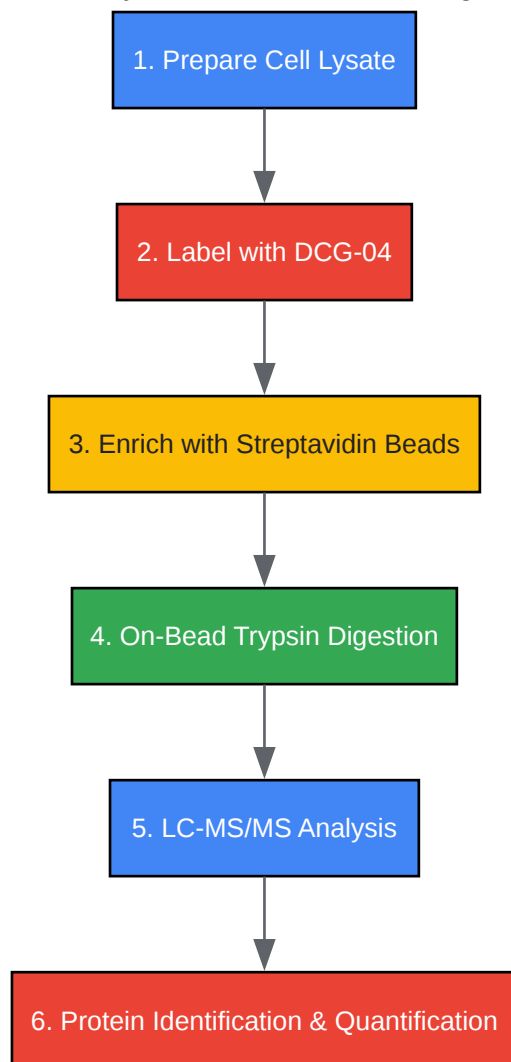 1. Prepare Cell Lysate
2. Label with DCG-04
3. Enrich with Streptavidin Beads
4. On-Bead Trypsin Digestion
5. LC-MS/MS Analysis
6. Protein Identification & Quantification